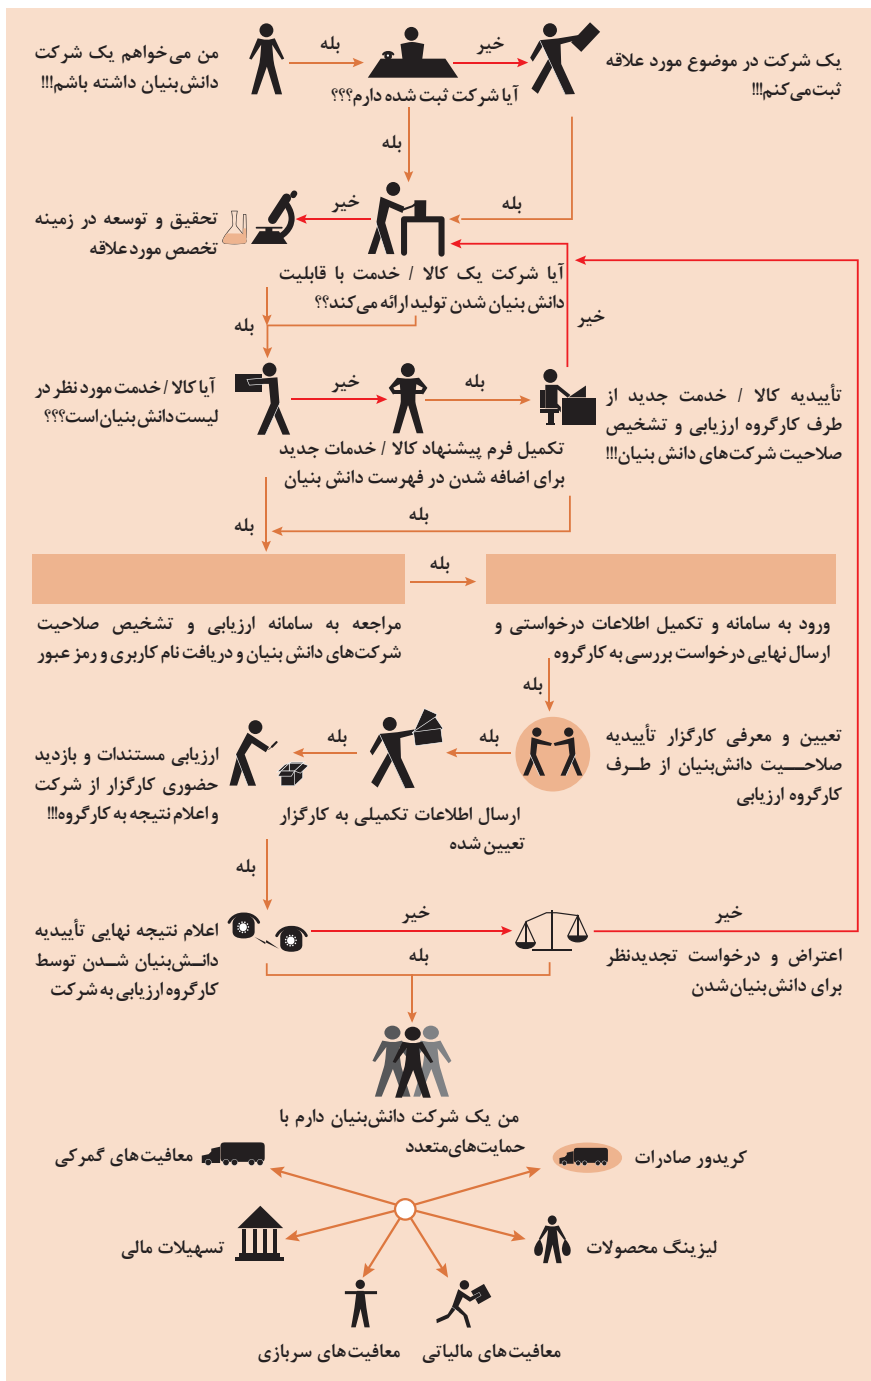 من می‌خواهم یک شرکت
دانش‌بنیان داشته باشم!!!
بله
آیا شرکت ثبت شده دارم؟؟؟
خیر
یک شرکت در موضوع مورد علاقه
ثبت‌می‌کنم!!!
بله
بله
خیر
تحقیق و توسعه در زمینه
تخصص موردعلاقه
آیا شرکت یک کالا / خدمت با قابلیت
دانش‌بنیان شدن تولیدارائه می‌کند؟؟
بله
خیر
آیا کالا / خدمت مورد نظر در
لیست‌دانش‌بنیان‌است؟؟؟
خیر
تکمیل فرم پیشنهاد کالا / خدمات جدید
برای اضافه شدن در فهرست دانش بنیان
بله
تأییدیه کالا / خدمت جدید از
طرف کارگروه ارزیابی و تشخیص
صلاحیت شرکت‌های دانش بنیان!!!
بله
بله
بله
مراجعه به سامانه ارزیابی و تشخیص صلاحیت
شرکت‌های دانش بنیان و دریافت نام کاربری و رمز عبور
ورود به سامانه و تکمیل اطلاعات درخواستی و
ارسال نهایی درخواست بررسی به کارگروه
بله
تعیین و معرفی کارگزار تأییدیه
صلاحــــیت دانش‌بنیان از طــرف
کارگروه ارزیابی
بله
ارسال اطلاعات تکمیلی به کارگزار
تعیین شده
بله
ارزیابی مستندات و بازدید
حضوری کارگزار از شرکت
و اعلام نتیجه به کارگروه!!!
بله
اعلام نتیجه نهایی تأییدیه
دانــش‌بنیان شــدن توسط
کارگروه ارزیابی به شرکت
خیر
بله
خیر
اعتراض و درخواست تجدیدنظر
برای دانش‌بنیان‌شدن
من یک شرکت دانش‌بنیان دارم با
حمایت‌های‌متعدد
کریدور صادرات
معافیت‌های گمرکی
لیزینگ محصولات
تسهیلات مالی
معافیت‌های مالیاتی
معافیت‌های سربازی